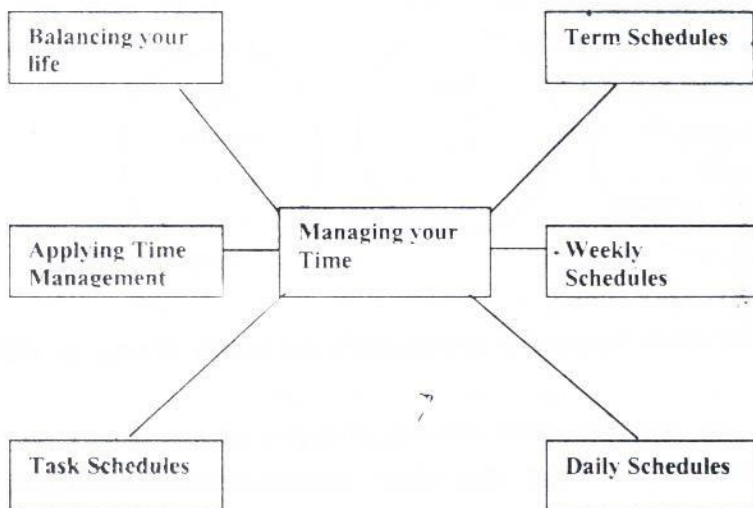 Balancing your
life
Term Schedules
Applying Time
Management
Managing your
Time
Weekly
Schedules
Task Schedules
Daily Schedules